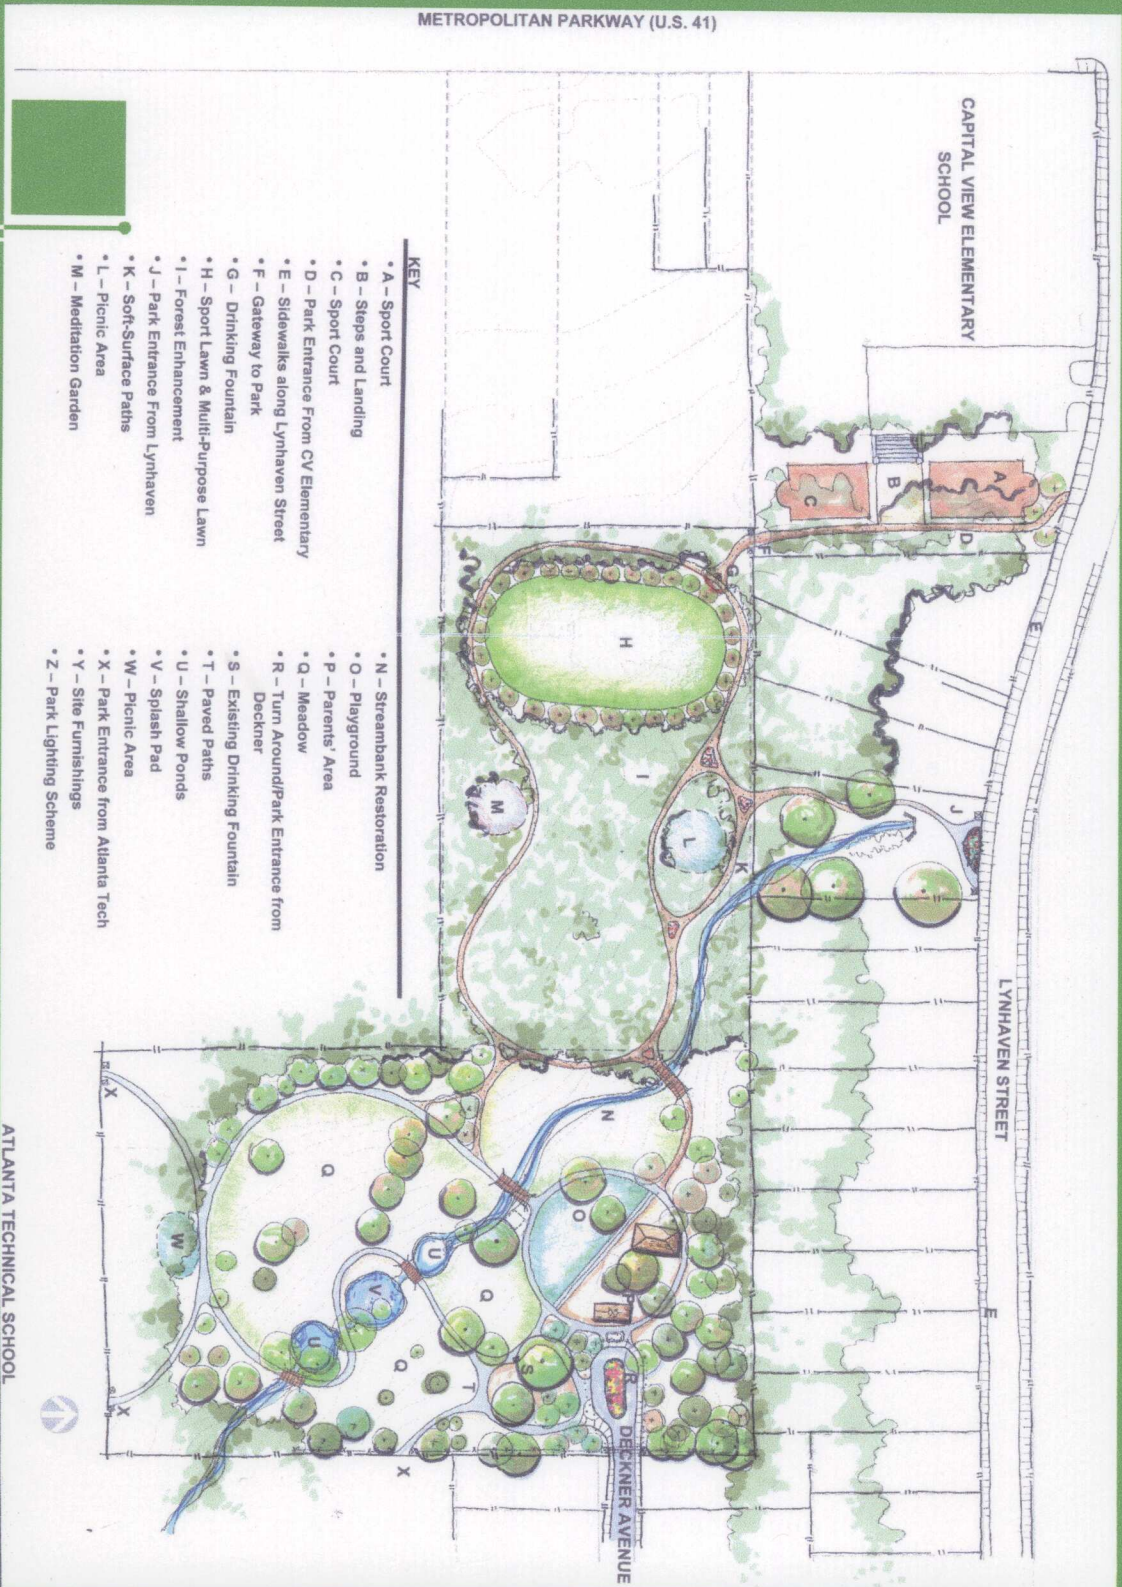 METROPOLITAN PARKWAY (U.S. 41)
CAPITAL VIEW ELEMENTARY
SCHOOL
LYNHAVEN STREET
DECKNER AVENUE
ATLANTA TECHNICAL SCHOOL
A
B
C
D
E
E
F
G
H
I
J
K
L
M
N
O
P
Q
Q
Q
R
S
T
U
V
U
W
X
X
X
E
KEY
• A – Sport Court
• B – Steps and Landing
• C – Sport Court
• D – Park Entrance From CV Elementary
• E – Sidewalks along Lynhaven Street
• F – Gateway to Park
• G – Drinking Fountain
• H – Sport Lawn & Multi-Purpose Lawn
• I – Forest Enhancement
• J – Park Entrance From Lynhaven
• K – Soft-Surface Paths
• L – Picnic Area
• M – Meditation Garden
• N – Streambank Restoration
• O – Playground
• P – Parents' Area
• Q – Meadow
• R – Turn Around/Park Entrance from
Deckner
• S – Existing Drinking Fountain
• T – Paved Paths
• U – Shallow Ponds
• V – Splash Pad
• W – Picnic Area
• X – Park Entrance from Atlanta Tech
• Y – Site Furnishings
• Z – Park Lighting Scheme